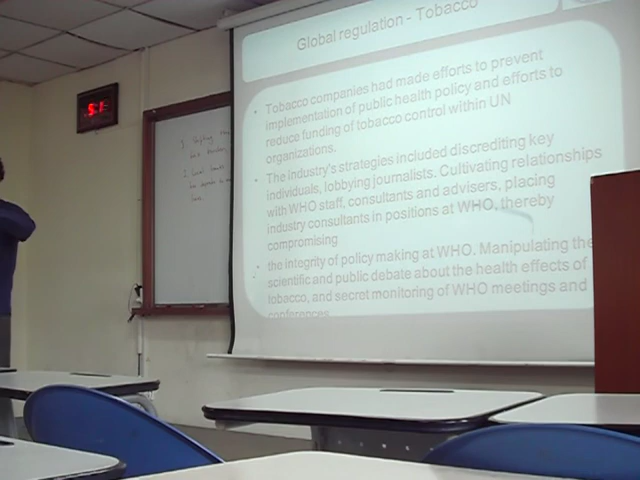 Global regulation - Tobacco
Tobacco companies had made efforts to prevent
implementation of public health policy and efforts to
reduce funding of tobacco control within UN
organizations.
The industry's strategies included discrediting key
individuals, lobbying journalists. Cultivating relationships
with WHO staff, consultants and advisers, placing
industry consultants in positions at WHO, thereby
compromising
the integrity of policy making at WHO. Manipulating the
scientific and public debate about the health effects of
tobacco, and secret monitoring of WHO meetings and
conferences